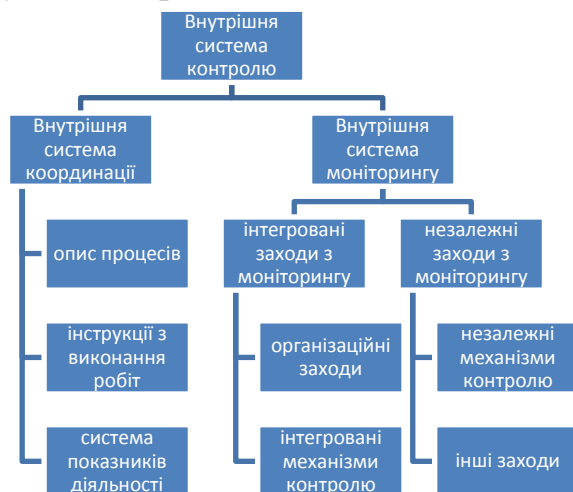 Внутрішня
система
контролю
Внутрішня
система
координації
Внутрішня
система
моніторингу
опис процесів
інструкції з
виконання
робіт
система
показників
діяльності
інтегровані
заходи з
моніторингу
незалежні
заходи з
моніторингу
організаційні
заходи
інтегровані
механізми
контролю
незалежні
механізми
контролю
інші заходи